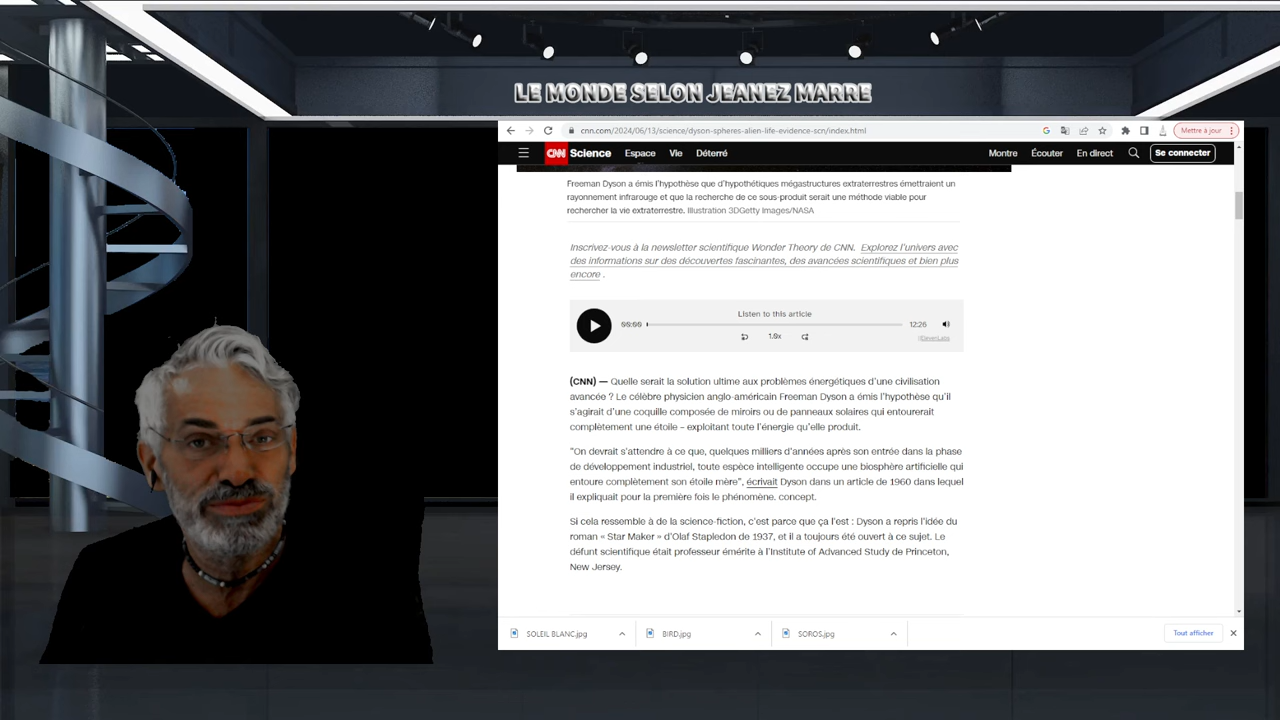 LE MONDE SELON JEANEZ MARRE
cnn.com/2024/06/13/science/dyson-spheres-alien-life-evidence-scn/index.html
Mettre à jour
CNN Science Espace Vie Déterré Montre Écouter En direct Se connecter
Freeman Dyson a émis l'hypothèse que d'hypothétiques mégastructures extraterrestres émettraient un
rayonnement infrarouge et que la recherche de ce sous-produit serait une méthode viable pour
rechercher la vie extraterrestre. Illustration 3DGetty Images/NASA
Inscrivez-vous à la newsletter scientifique Wonder Theory de CNN. Explorez l'univers avec
des informations sur des découvertes fascinantes, des avancées scientifiques et bien plus
encore .
Listen to this article
00:00
12:26
1.0x
ElevenLabs
(CNN) — Quelle serait la solution ultime aux problèmes énergétiques d'une civilisation
avancée ? Le célèbre physicien anglo-américain Freeman Dyson a émis l'hypothèse qu'il
s'agirait d'une coquille composée de miroirs ou de panneaux solaires qui entourerait
complètement une étoile – exploitant toute l'énergie qu'elle produit.
"On devrait s'attendre à ce que, quelques milliers d'années après son entrée dans la phase
de développement industriel, toute espèce intelligente occupe une biosphère artificielle qui
entoure complètement son étoile mère", écrivait Dyson dans un article de 1960 dans lequel
il expliquait pour la première fois le phénomène. concept.
Si cela ressemble à de la science-fiction, c'est parce que ça l'est : Dyson a repris l'idée du
roman « Star Maker » d'Olaf Stapledon de 1937, et il a toujours été ouvert à ce sujet. Le
défunt scientifique était professeur émérite à l'Institute of Advanced Study de Princeton,
New Jersey.
SOLEIL BLANC.jpg
BIRD.jpg
SOROS.jpg
Tout afficher